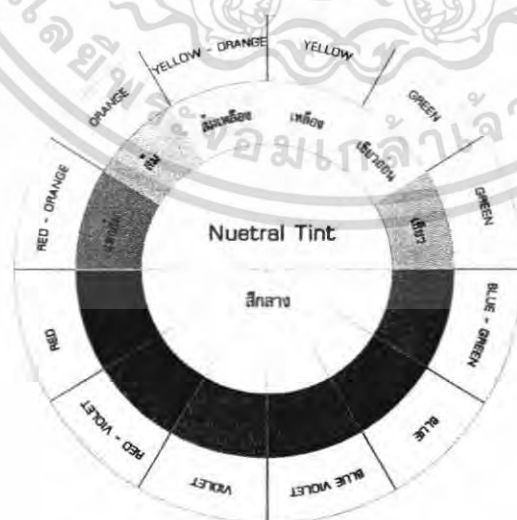 YELLOW - ORANGE
YELLOW
GREEN
GREEN
BLUE - GREEN
BLUE
BLUE VIOLET
VIOLET
RED - VIOLET
RED
RED - ORANGE
ORANGE
ส้มเหลือง
เหลือง
เขียวอ่อน
เขียว
ส้ม
Nuetral Tint
สีกลาง